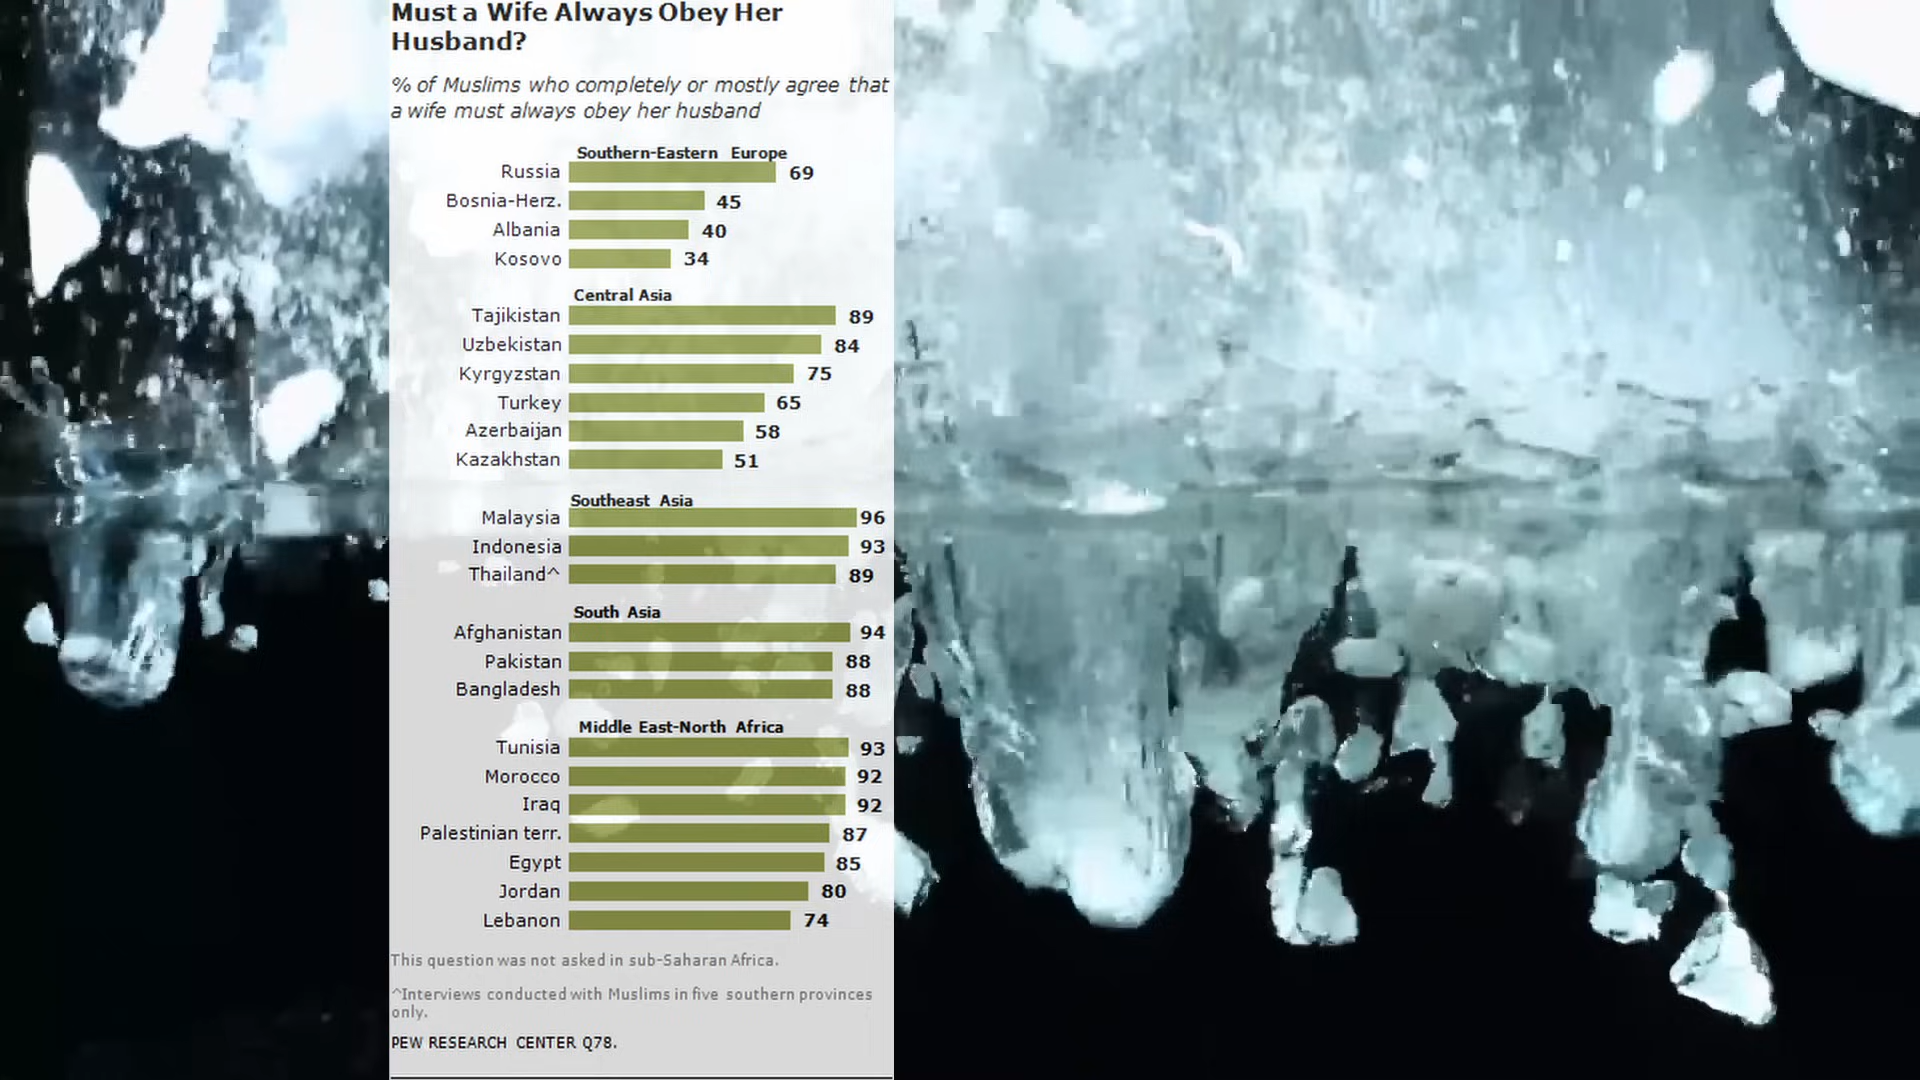 Must a Wife Always Obey Her
Husband?
% of Muslims who completely or mostly agree that
a wife must always obey her husband
Southern-Eastern Europe
Russia 69
Bosnia-Herz. 45
Albania 40
Kosovo 34
Central Asia
Tajikistan 89
Uzbekistan 84
Kyrgyzstan 75
Turkey 65
Azerbaijan 58
Kazakhstan 51
Southeast Asia
Malaysia 96
Indonesia 93
Thailand^ 89
South Asia
Afghanistan 94
Pakistan 88
Bangladesh 88
Middle East-North Africa
Tunisia 93
Morocco 92
Iraq 92
Palestinian terr. 87
Egypt 85
Jordan 80
Lebanon 74
This question was not asked in sub-Saharan Africa.
^Interviews conducted with Muslims in five southern provinces
only.
PEW RESEARCH CENTER Q78.